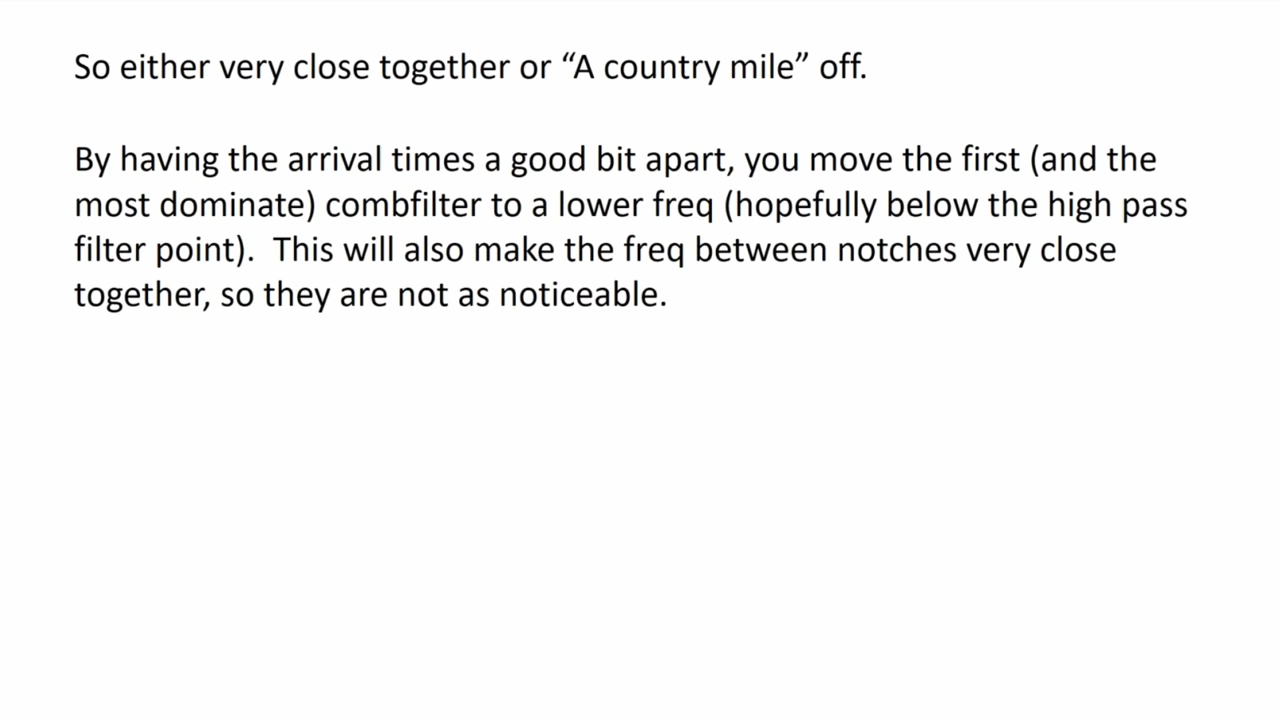 So either very close together or “A country mile” off.
By having the arrival times a good bit apart, you move the first (and the
most dominate) combfilter to a lower freq (hopefully below the high pass
filter point).  This will also make the freq between notches very close
together, so they are not as noticeable.